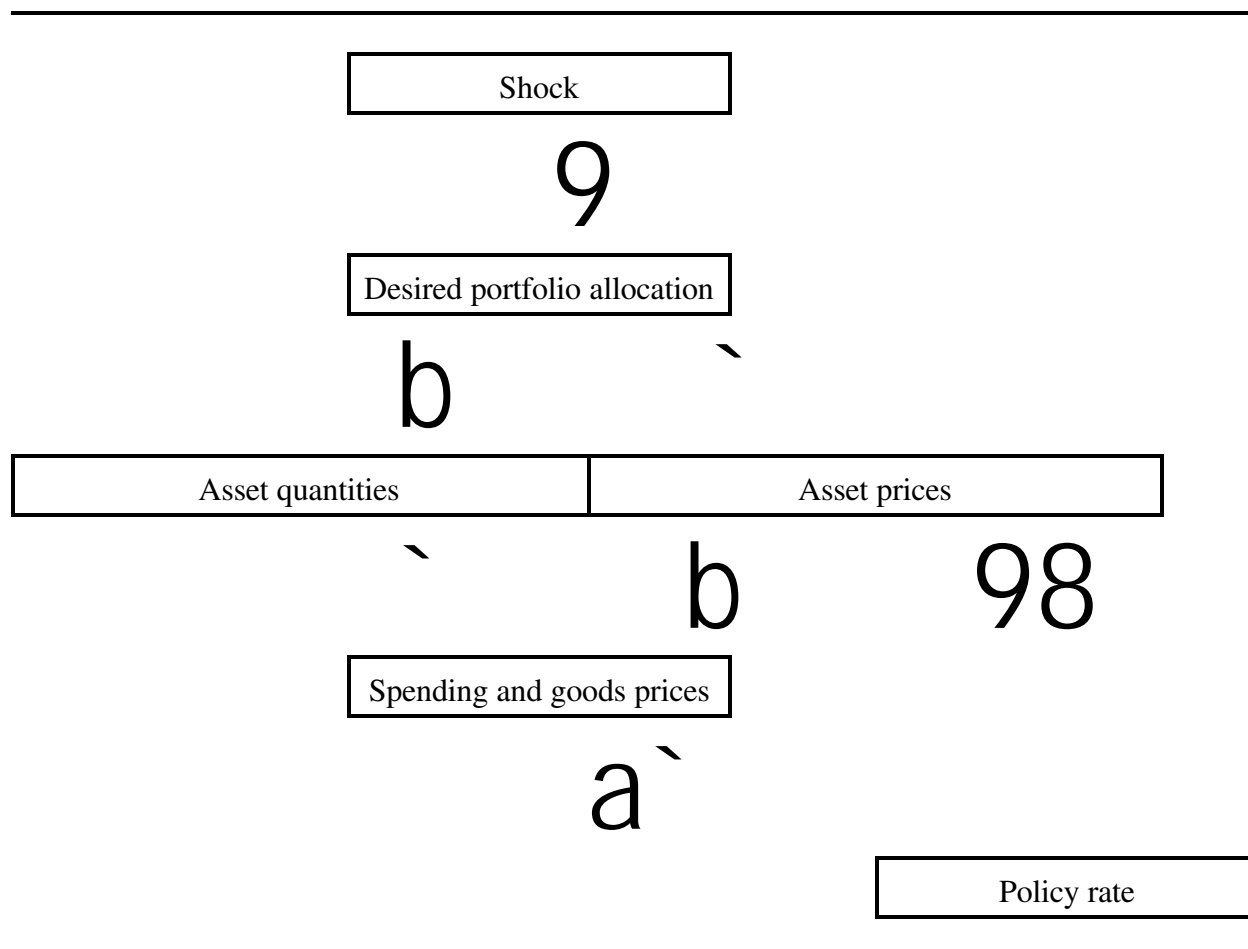 Shock
9
Desired portfolio allocation
b `
Asset quantities Asset prices
` b 98
Spending and goods prices
a`
Policy rate